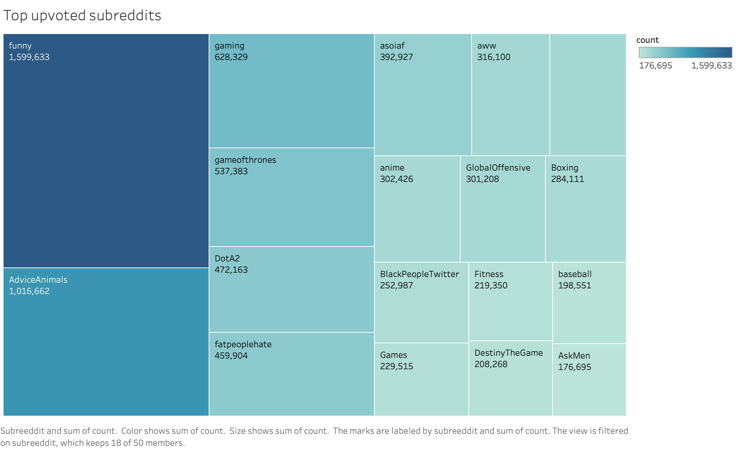 Top upvoted subreddits
funny
1,599,633
AdviceAnimals
1,016,662
gaming
628,329
gameofthrones
537,383
DotA2
472,163
fatpeoplehate
459,904
asoiaf
392,927
aww
316,100
anime
302,426
GlobalOffensive
301,208
Boxing
284,111
BlackPeopleTwitter
252,987
Games
229,515
Fitness
219,350
DestinyTheGame
208,268
baseball
198,551
AskMen
176,695
count
176,695 1,599,633
Subreeddit and sum of count. Color shows sum of count. Size shows sum of count. The marks are labeled by subreeddit and sum of count. The view is filtered
on subreeddit, which keeps 18 of 50 members.